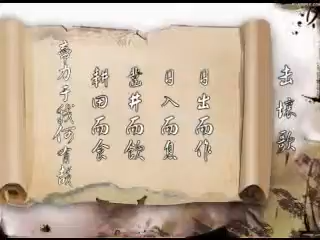 击壤歌
日出而作
日入而息
凿井而饮
耕田而食
帝力于我何有哉